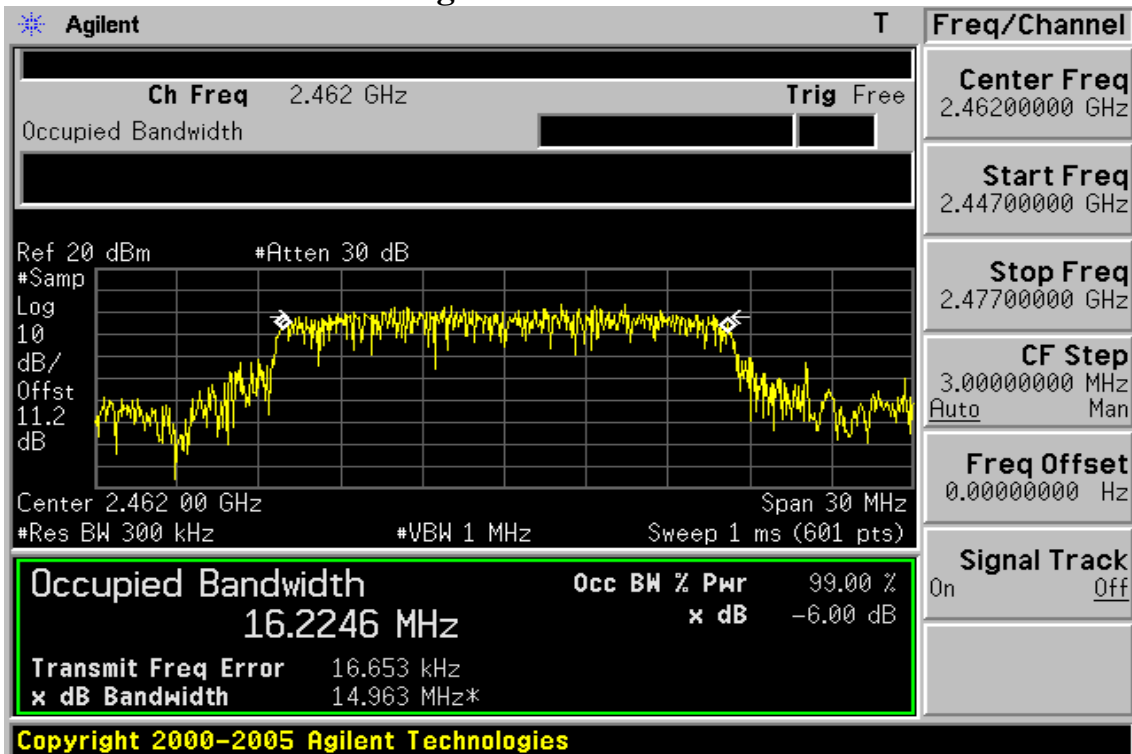 Agilent T
Ch Freq 2.462 GHz Trig Free
Occupied Bandwidth
Ref 20 dBm #Atten 30 dB
#Samp
Log
10
dB/
Offst
11.2
dB
Center 2.462 00 GHz Span 30 MHz
#Res BW 300 kHz #VBW 1 MHz Sweep 1 ms (601 pts)
Occupied Bandwidth Occ BW % Pwr 99.00 %
16.2246 MHz x dB -6.00 dB
Transmit Freq Error 16.653 kHz
x dB Bandwidth 14.963 MHz*
Copyright 2000-2005 Agilent Technologies
Freq/Channel
Center Freq
2.46200000 GHz
Start Freq
2.44700000 GHz
Stop Freq
2.47700000 GHz
CF Step
3.00000000 MHz
Auto Man
Freq Offset
0.00000000 Hz
Signal Track
On Off